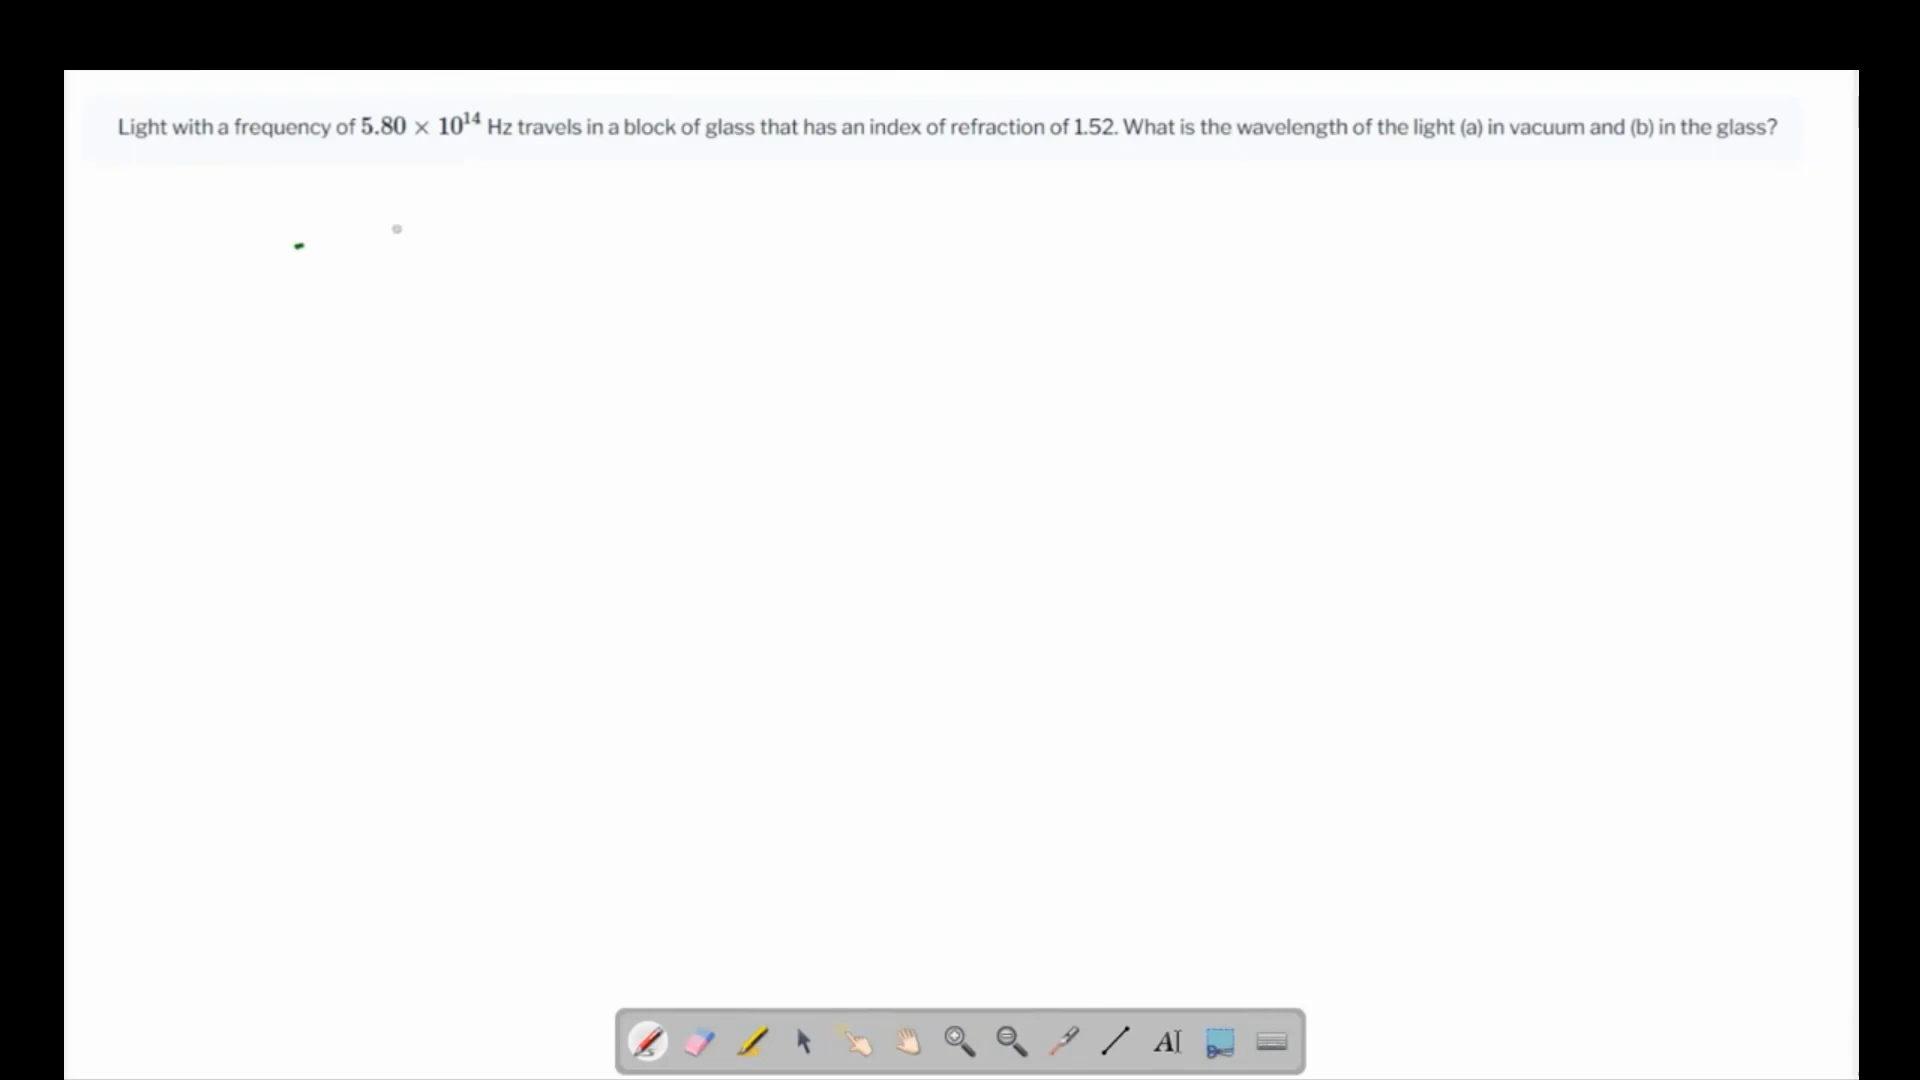 Light with a frequency of 5.80 × 10¹⁴ Hz travels in a block of glass that has an index of refraction of 1.52. What is the wavelength of the light (a) in vacuum and (b) in the glass?
AI